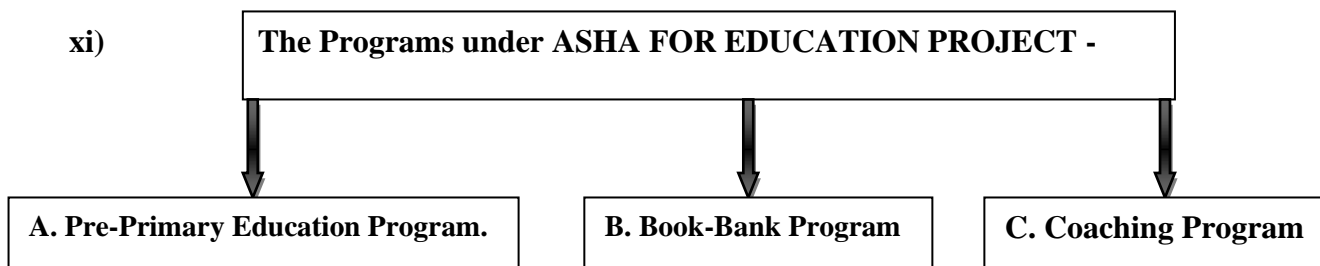 xi)
The Programs under ASHA FOR EDUCATION PROJECT -
A. Pre-Primary Education Program.
B. Book-Bank Program
C. Coaching Program